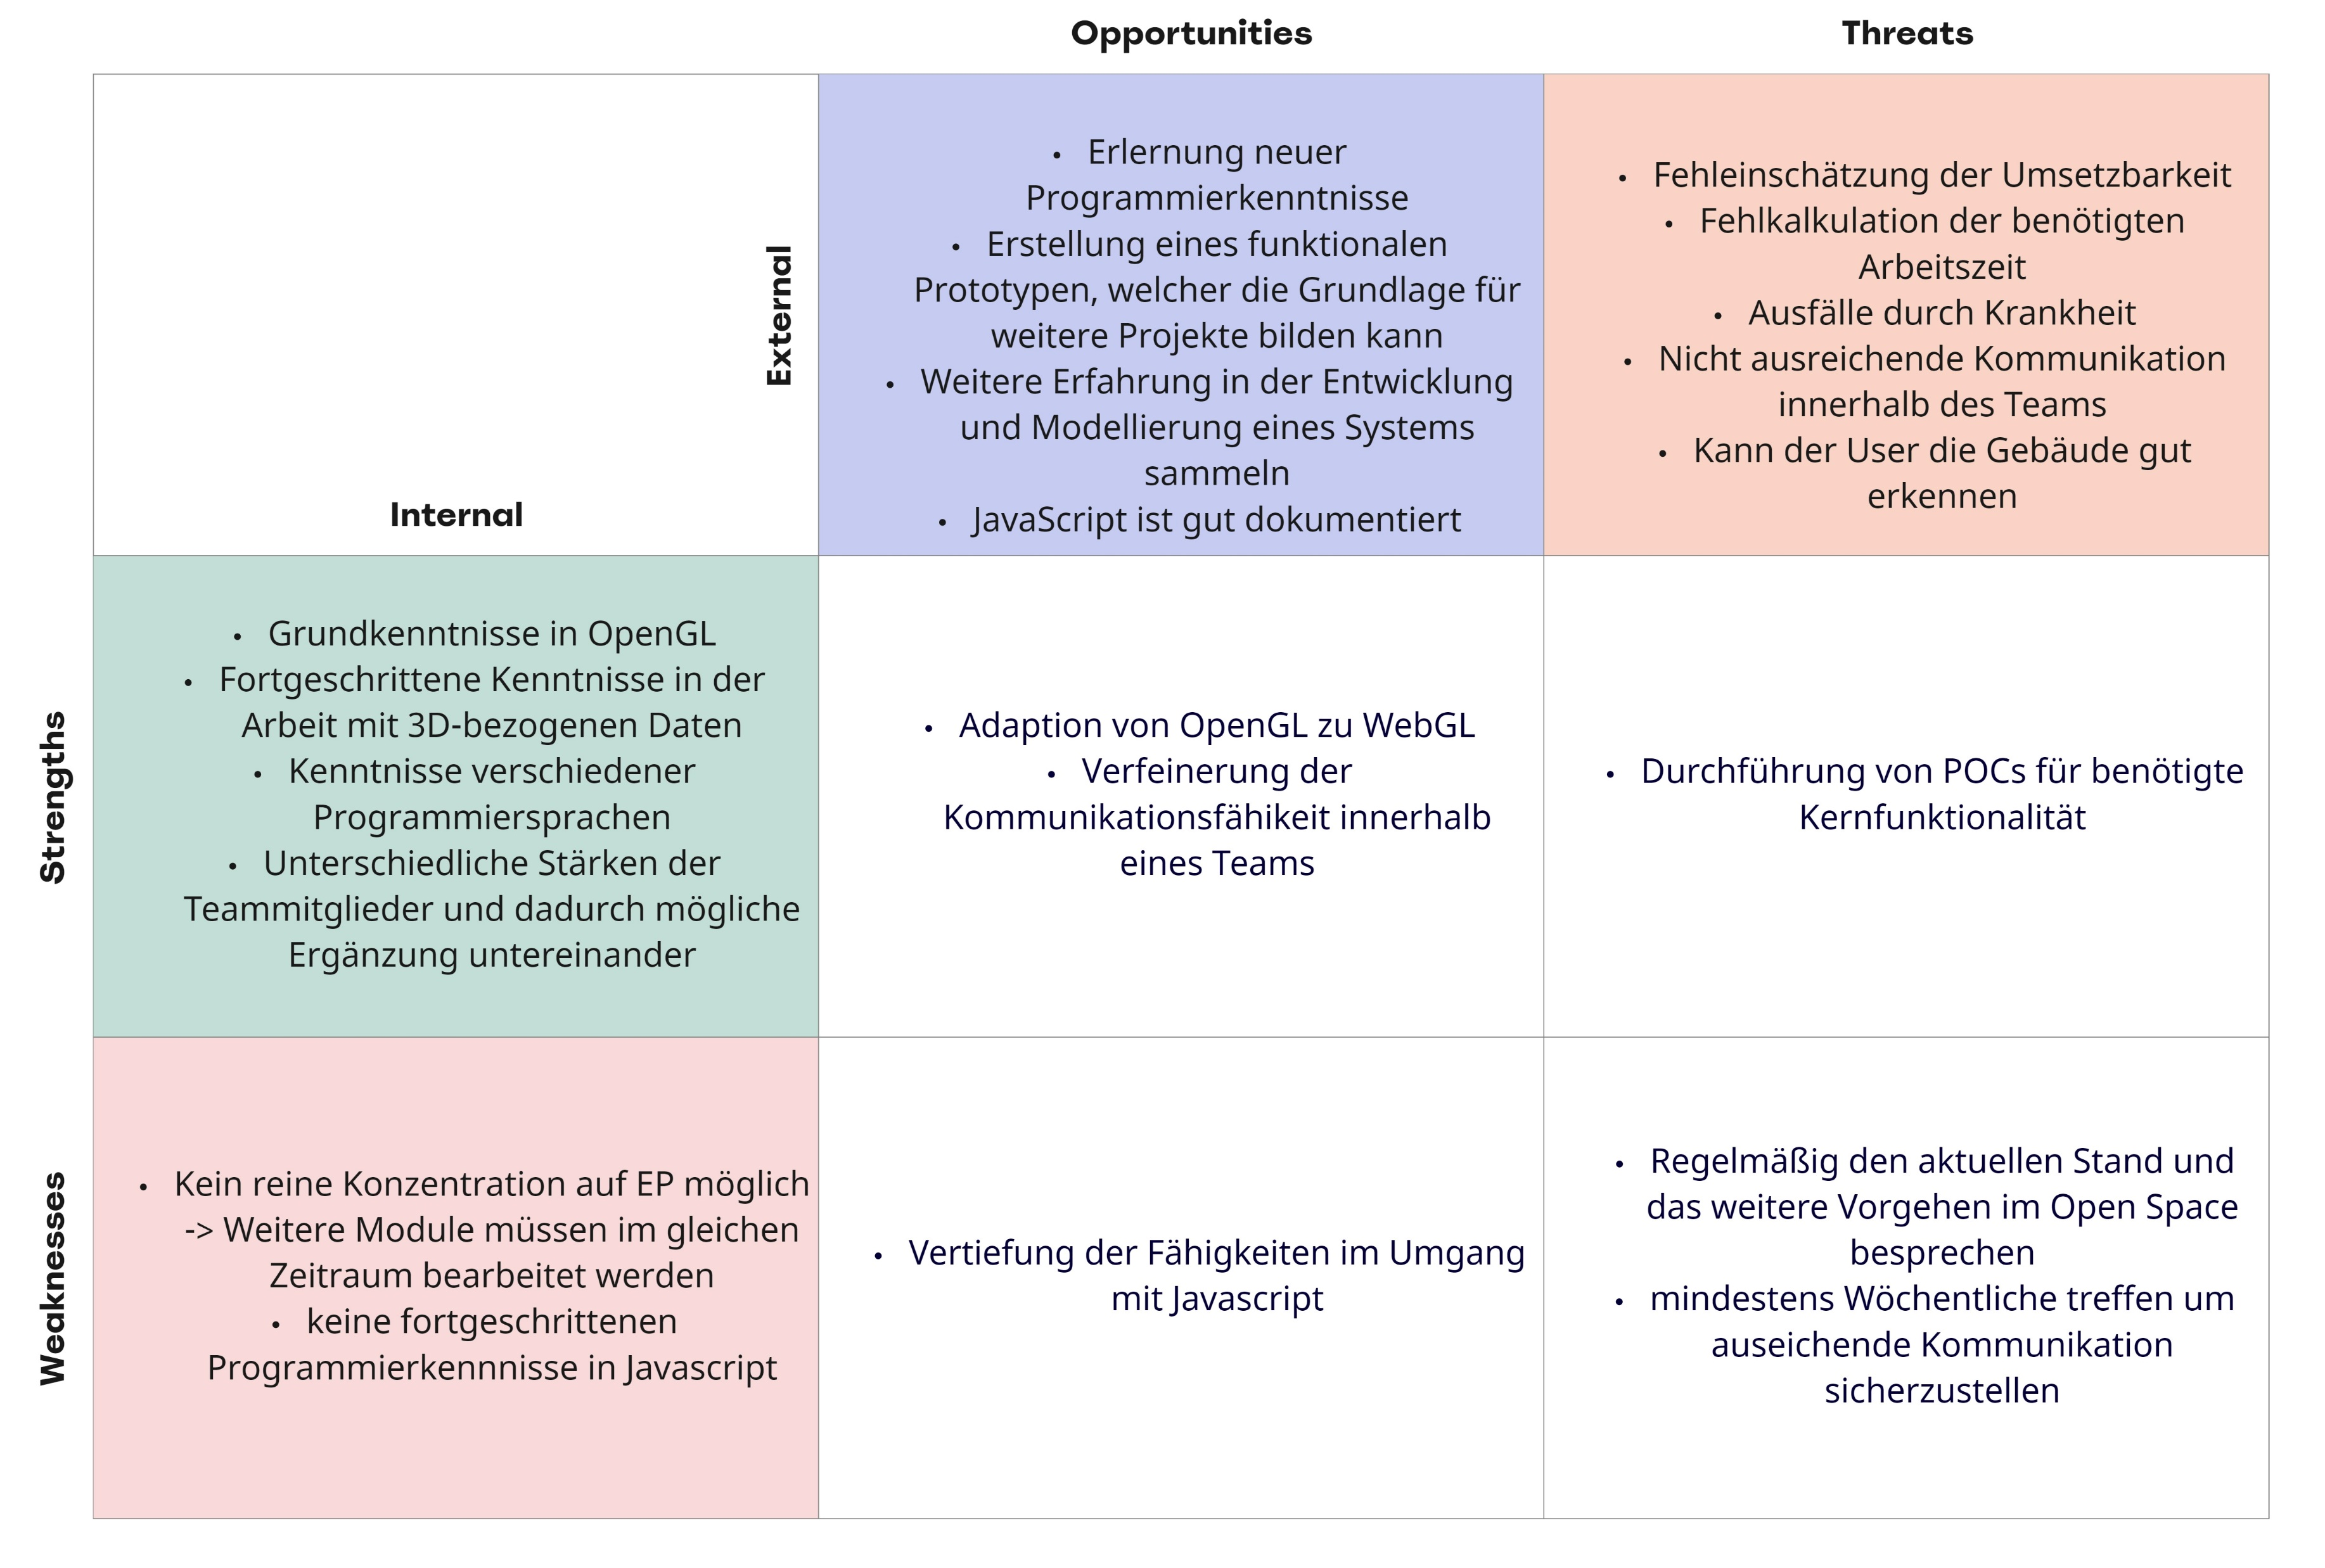 Opportunities
Threats
External
Internal
• Erlernung neuer
Programmierkenntnisse
• Erstellung eines funktionalen
Prototypen, welcher die Grundlage für
weitere Projekte bilden kann
• Weitere Erfahrung in der Entwicklung
und Modellierung eines Systems
sammeln
• JavaScript ist gut dokumentiert
• Fehleinschätzung der Umsetzbarkeit
• Fehlkalkulation der benötigten
Arbeitszeit
• Ausfälle durch Krankheit
• Nicht ausreichende Kommunikation
innerhalb des Teams
• Kann der User die Gebäude gut
erkennen
Strengths
• Grundkenntnisse in OpenGL
• Fortgeschrittene Kenntnisse in der
Arbeit mit 3D-bezogenen Daten
• Kenntnisse verschiedener
Programmiersprachen
• Unterschiedliche Stärken der
Teammitglieder und dadurch mögliche
Ergänzung untereinander
• Adaption von OpenGL zu WebGL
• Verfeinerung der
Kommunikationsfähikeit innerhalb
eines Teams
• Durchführung von POCs für benötigte
Kernfunktionalität
Weaknesses
• Kein reine Konzentration auf EP möglich
-> Weitere Module müssen im gleichen
Zeitraum bearbeitet werden
• keine fortgeschrittenen
Programmierkennnisse in Javascript
• Vertiefung der Fähigkeiten im Umgang
mit Javascript
• Regelmäßig den aktuellen Stand und
das weitere Vorgehen im Open Space
besprechen
• mindestens Wöchentliche treffen um
auseichende Kommunikation
sicherzustellen